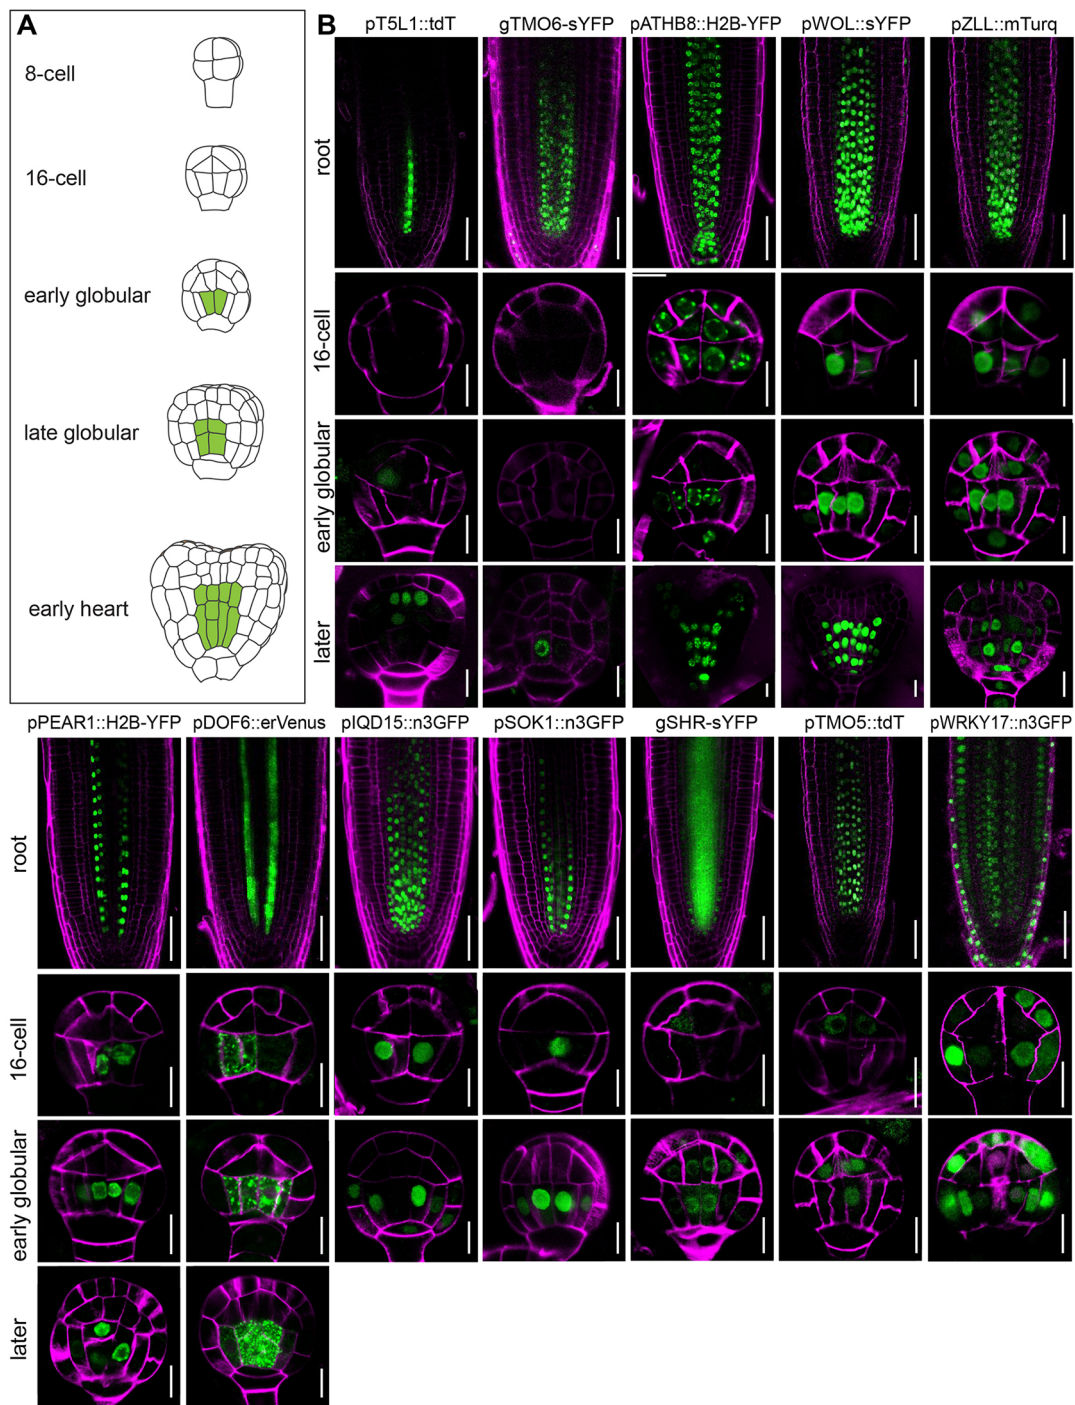 A
8-cell
16-cell
early globular
late globular
early heart
B
pT5L1::tdT
gTMO6-sYFP
pATHB8::H2B-YFP
pWOL::sYFP
pZLL::mTurq
root
16-cell
early globular
later
pPEAR1::H2B-YFP
pDOF6::erVenus
pIQD15::n3GFP
pSOK1::n3GFP
gSHR-sYFP
pTMO5::tdT
pWRKY17::n3GFP
root
16-cell
early globular
later